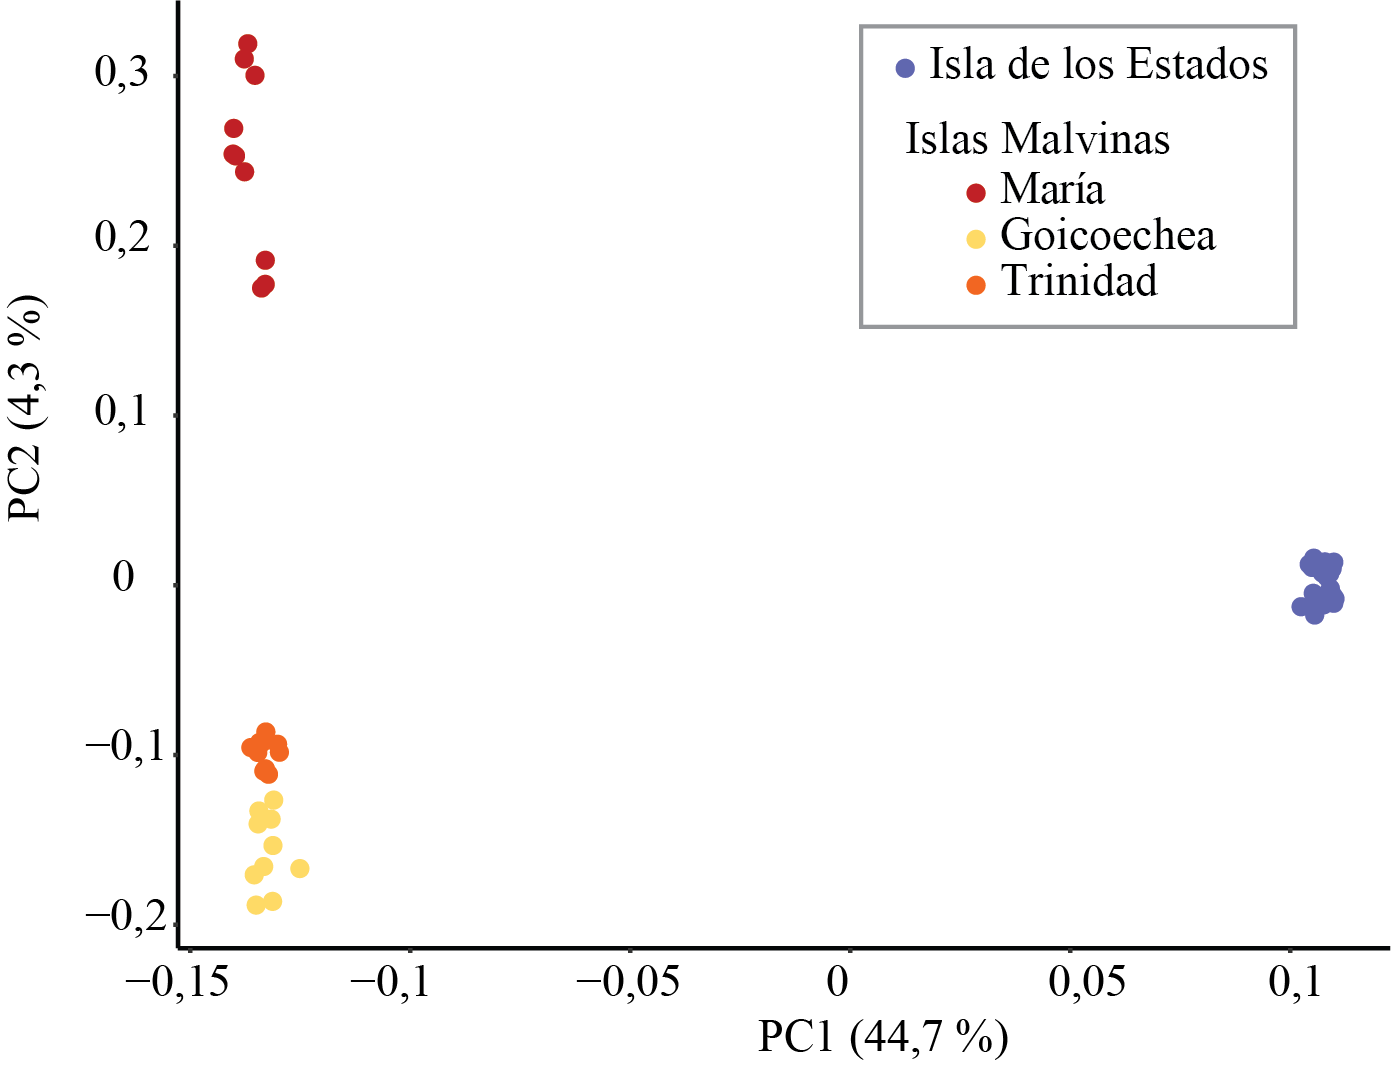 0,3
0,2
0,1
0
−0,1
−0,2
PC2 (4,3 %)
Isla de los Estados
Islas Malvinas
María
Goicoechea
Trinidad
−0,15
−0,1
−0,05
0
0,05
0,1
PC1 (44,7 %)